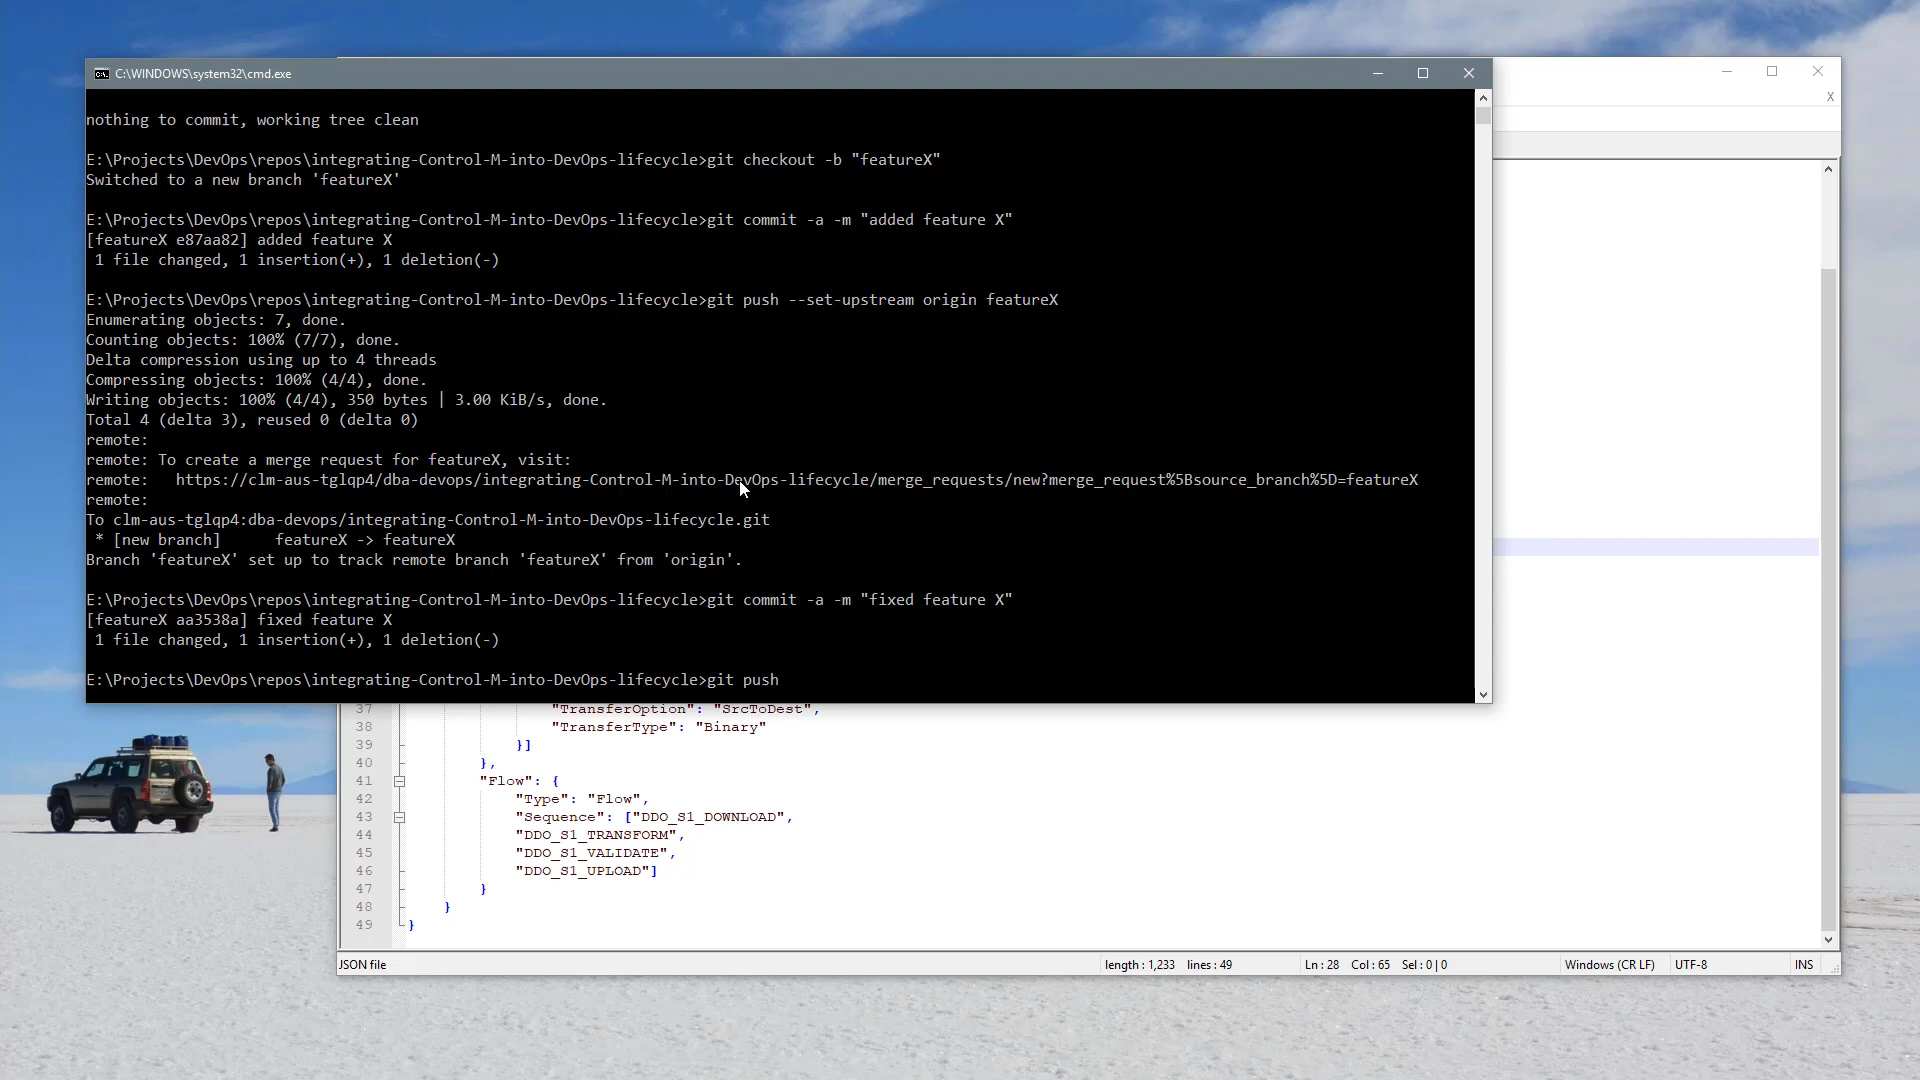 C:\WINDOWS\system32\cmd.exe
X
nothing to commit, working tree clean
E:\Projects\DevOps\repos\integrating-Control-M-into-DevOps-lifecycle>git checkout -b "featureX"
Switched to a new branch 'featureX'
E:\Projects\DevOps\repos\integrating-Control-M-into-DevOps-lifecycle>git commit -a -m "added feature X"
[featureX e87aa82] added feature X
1 file changed, 1 insertion(+), 1 deletion(-)
E:\Projects\DevOps\repos\integrating-Control-M-into-DevOps-lifecycle>git push --set-upstream origin featureX
Enumerating objects: 7, done.
Counting objects: 100% (7/7), done.
Delta compression using up to 4 threads
Compressing objects: 100% (4/4), done.
Writing objects: 100% (4/4), 350 bytes | 3.00 KiB/s, done.
Total 4 (delta 3), reused 0 (delta 0)
remote:
remote: To create a merge request for featureX, visit:
remote:   https://clm-aus-tglqp4/dba-devops/integrating-Control-M-into-DevOps-lifecycle/merge_requests/new?merge_request%5Bsource_branch%5D=featureX
remote:
To clm-aus-tglqp4:dba-devops/integrating-Control-M-into-DevOps-lifecycle.git
* [new branch]      featureX -> featureX
Branch 'featureX' set up to track remote branch 'featureX' from 'origin'.
E:\Projects\DevOps\repos\integrating-Control-M-into-DevOps-lifecycle>git commit -a -m "fixed feature X"
[featureX aa3538a] fixed feature X
1 file changed, 1 insertion(+), 1 deletion(-)
E:\Projects\DevOps\repos\integrating-Control-M-into-DevOps-lifecycle>git push
37 "TransferOption": "SrcToDest",
38 "TransferType": "Binary"
39 }]
40 },
41 "Flow": {
42 "Type": "Flow",
43 "Sequence": ["DDO_S1_DOWNLOAD",
44 "DDO_S1_TRANSFORM",
45 "DDO_S1_VALIDATE",
46 "DDO_S1_UPLOAD"]
47 }
48 }
49 }
JSON file length : 1,233 lines : 49 Ln : 28 Col : 65 Sel : 0 | 0 Windows (CR LF) UTF-8 INS